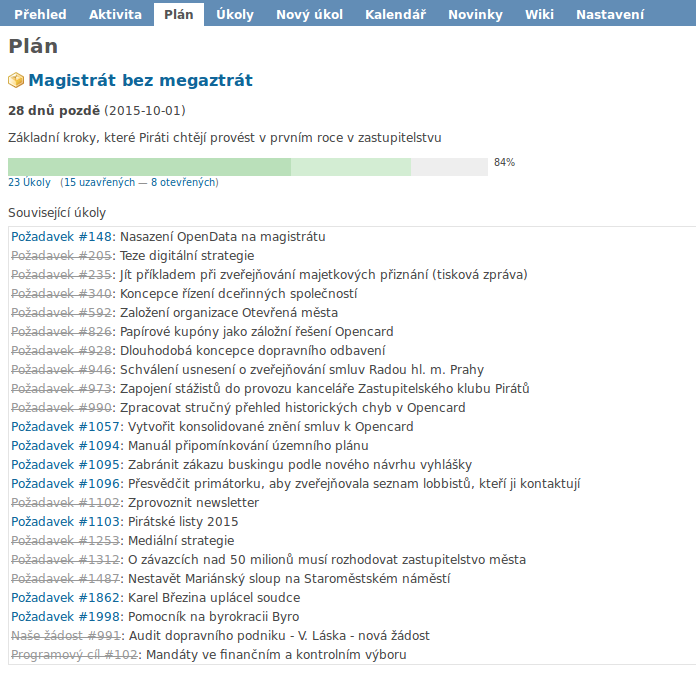 Přehled Aktivita Plán Úkoly Nový úkol Kalendář Novinky Wiki Nastavení
Plán
Magistrát bez megaztrát
28 dnů pozdě (2015-10-01)
Základní kroky, které Piráti chtějí provést v prvním roce v zastupitelstvu
84%
23 Úkoly (15 uzavřených — 8 otevřených)
Související úkoly
Požadavek #148: Nasazení OpenData na magistrátu
Požadavek #205: Teze digitální strategie
Požadavek #235: Jít příkladem při zveřejňování majetkových přiznání (tisková zpráva)
Požadavek #340: Koncepce řízení dceřinných společností
Požadavek #592: Založení organizace Otevřená města
Požadavek #826: Papírové kupóny jako záložní řešení Opencard
Požadavek #928: Dlouhodobá koncepce dopravního odbavení
Požadavek #946: Schválení usnesení o zveřejňování smluv Radou hl. m. Prahy
Požadavek #973: Zapojení stážistů do provozu kanceláře Zastupitelského klubu Pirátů
Požadavek #990: Zpracovat stručný přehled historických chyb v Opencard
Požadavek #1057: Vytvořit konsolidované znění smluv k Opencard
Požadavek #1094: Manuál připomínkování územního plánu
Požadavek #1095: Zabránit zákazu buskingu podle nového návrhu vyhlášky
Požadavek #1096: Přesvědčit primátorku, aby zveřejňovala seznam lobbistů, kteří ji kontaktují
Požadavek #1102: Zprovoznit newsletter
Požadavek #1103: Pirátské listy 2015
Požadavek #1253: Mediální strategie
Požadavek #1312: O závazcích nad 50 milionů musí rozhodovat zastupitelstvo města
Požadavek #1487: Nestavět Mariánský sloup na Staroměstském náměstí
Požadavek #1862: Karel Březina uplácel soudce
Požadavek #1998: Pomocník na byrokracii Byro
Naše žádost #991: Audit dopravního podniku - V. Láska - nová žádost
Programový cíl #102: Mandáty ve finančním a kontrolním výboru